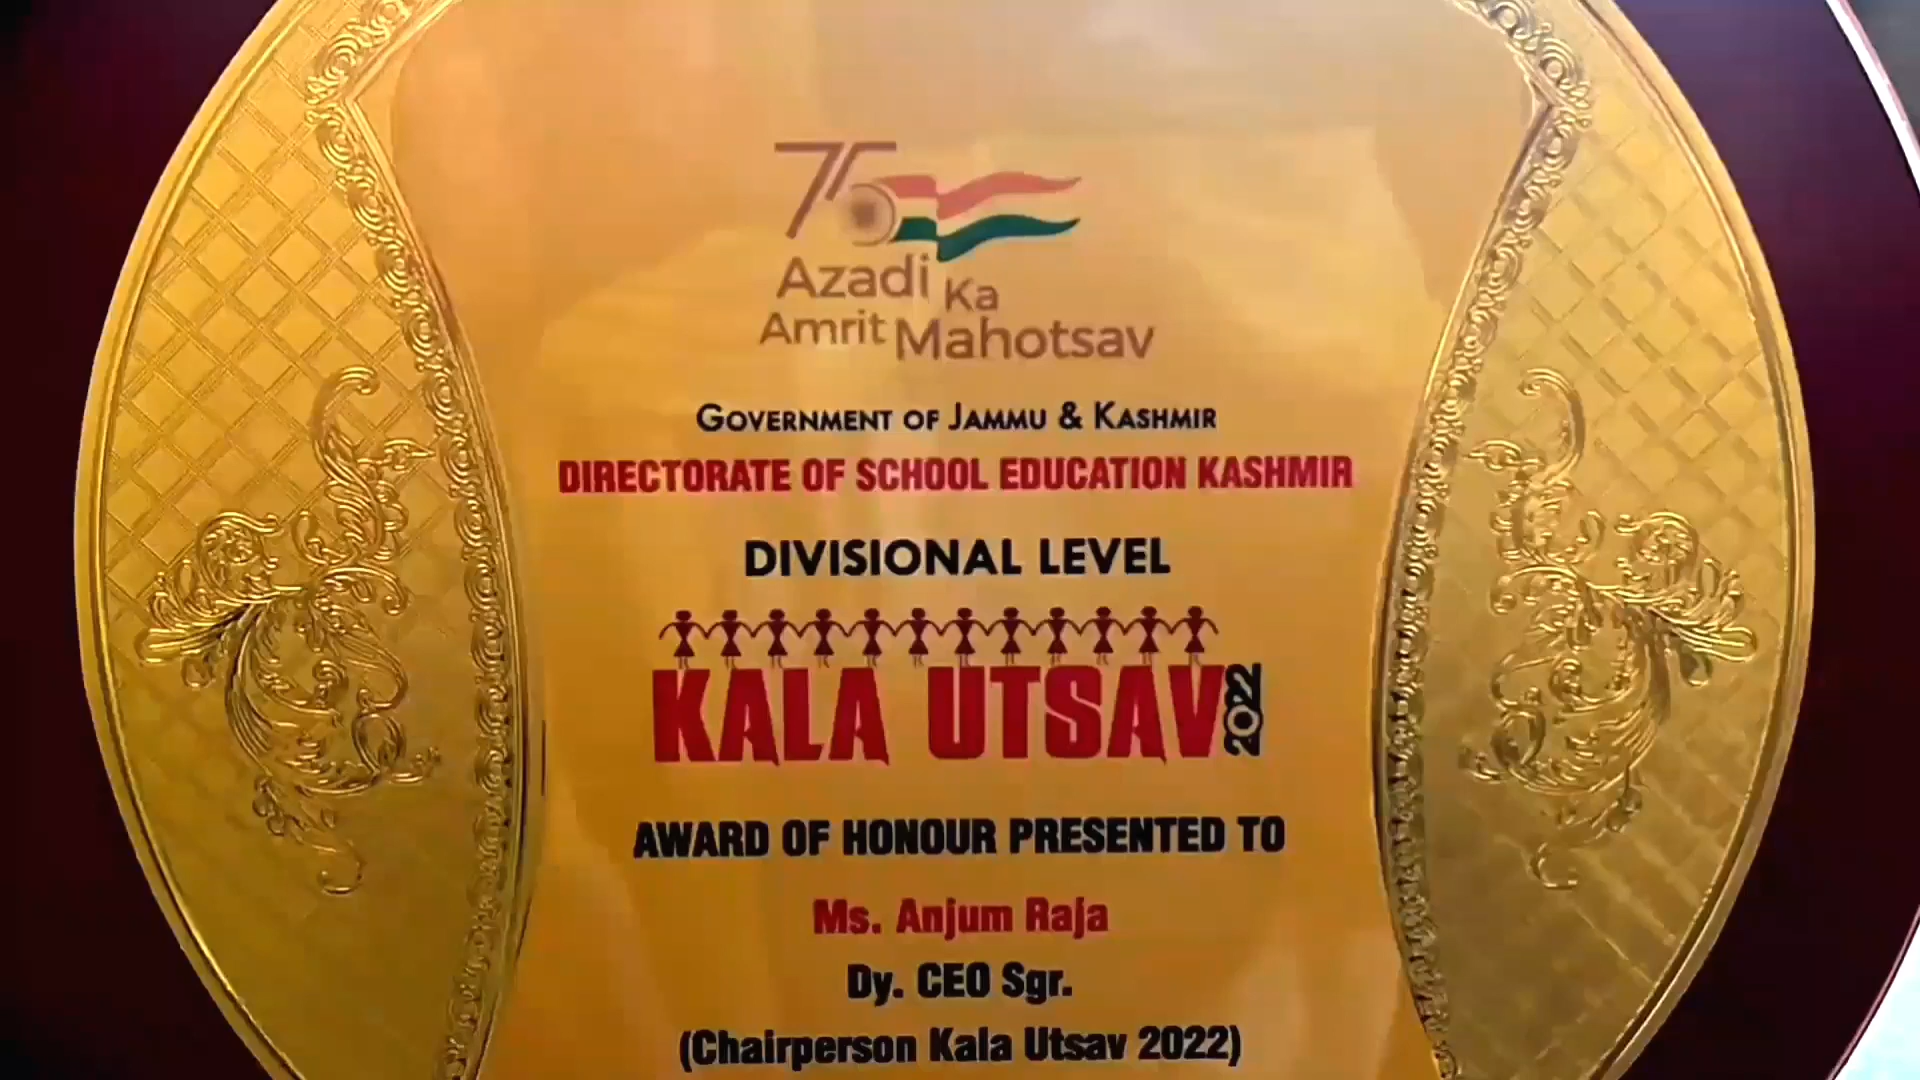 75
Azadi Ka
Amrit Mahotsav
GOVERNMENT OF JAMMU & KASHMIR
DIRECTORATE OF SCHOOL EDUCATION KASHMIR
DIVISIONAL LEVEL
KALA UTSAV 2022
AWARD OF HONOUR PRESENTED TO
Ms. Anjum Raja
Dy. CEO Sgr.
(Chairperson Kala Utsav 2022)